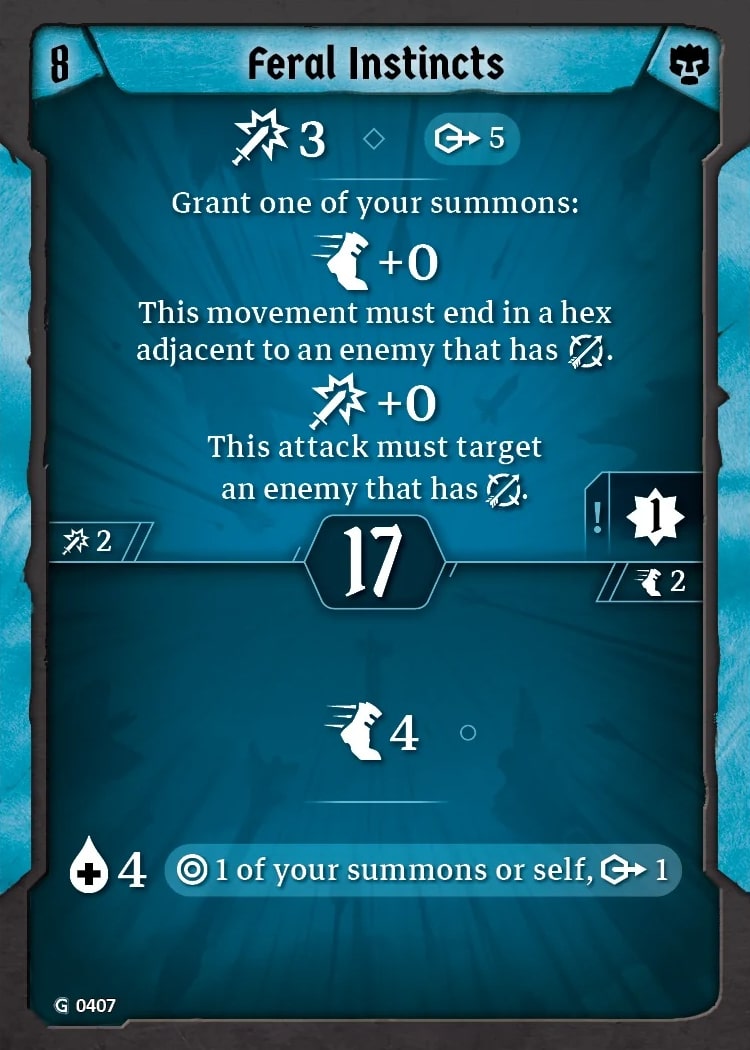 8
Feral Instincts
3 5
Grant one of your summons:
+0
This movement must end in a hex
adjacent to an enemy that has .
+0
This attack must target
an enemy that has .
! 1
2
17
2
4
4 1 of your summons or self, 1
G 0407